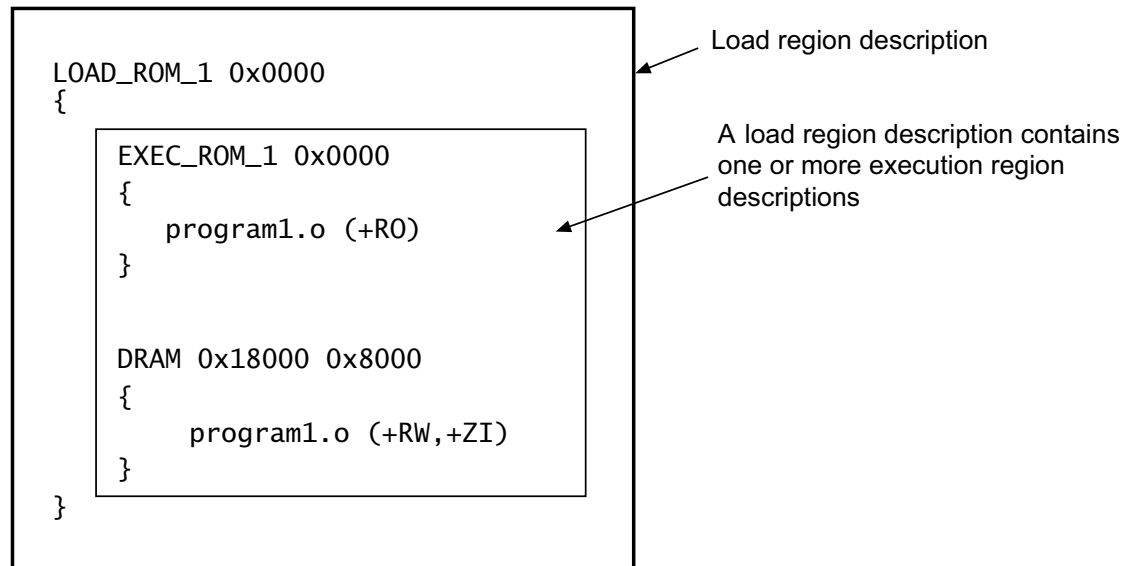 LOAD_ROM_1 0x0000
{
EXEC_ROM_1 0x0000
{
program1.o (+RO)
}
DRAM 0x18000 0x8000
{
program1.o (+RW,+ZI)
}
}
Load region description
A load region description contains
one or more execution region
descriptions